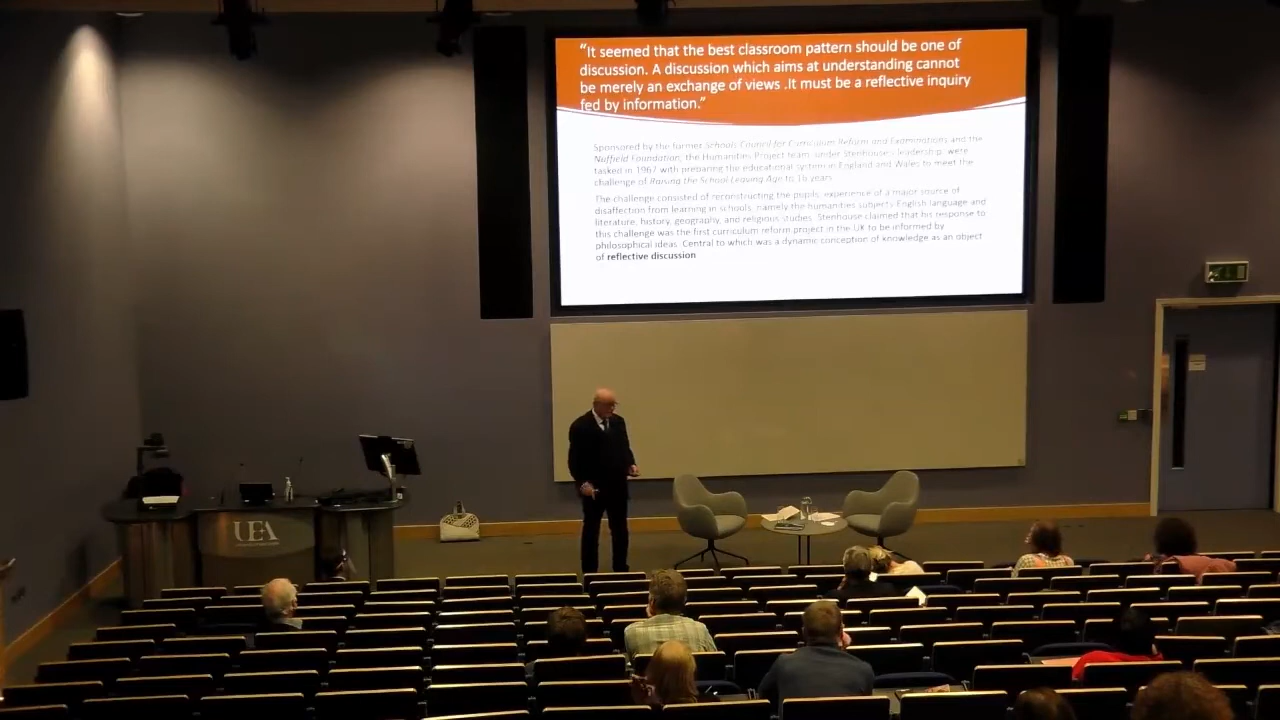 “It seemed that the best classroom pattern should be one of
discussion. A discussion which aims at understanding cannot
be merely an exchange of views .It must be a reflective inquiry
fed by information.”
Sponsored by the former Schools Council for Curriculum Reform and Examinations and the
Nuffield Foundation, the Humanities Project team, under Stenhouse's leadership, were
tasked in 1967 with preparing the educational system in England and Wales to meet the
challenge of Raising the School Leaving Age to 16 years.
The challenge consisted of reconstructing the pupils' experience of a major source of
disaffection from learning in schools, namely the humanities subjects English language and
literature, history, geography, and religious studies. Stenhouse claimed that his response to
this challenge was the first curriculum reform project in the UK to be informed by
philosophical ideas. Central to which was a dynamic conception of knowledge as an object
of reflective discussion
UEA